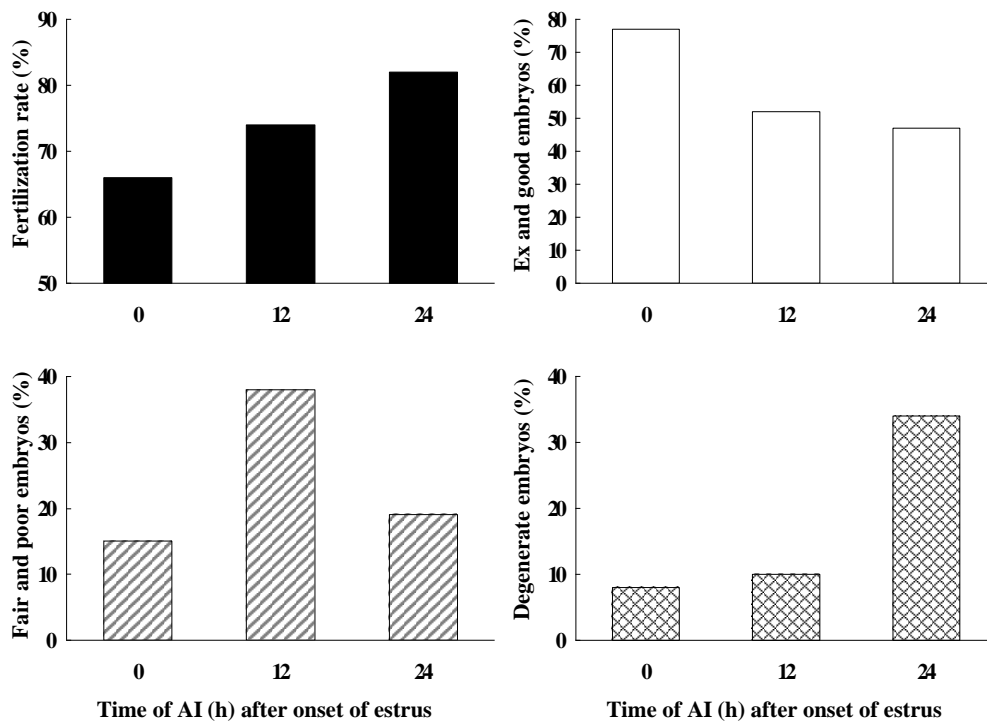 Fertilization rate (%)
90
80
70
60
50
0 12 24
Ex and good embryos (%)
80
70
60
50
40
30
20
10
0
0 12 24
Fair and poor embryos (%)
40
30
20
10
0
0 12 24
Time of AI (h) after onset of estrus
Degenerate embryos (%)
40
30
20
10
0
0 12 24
Time of AI (h) after onset of estrus